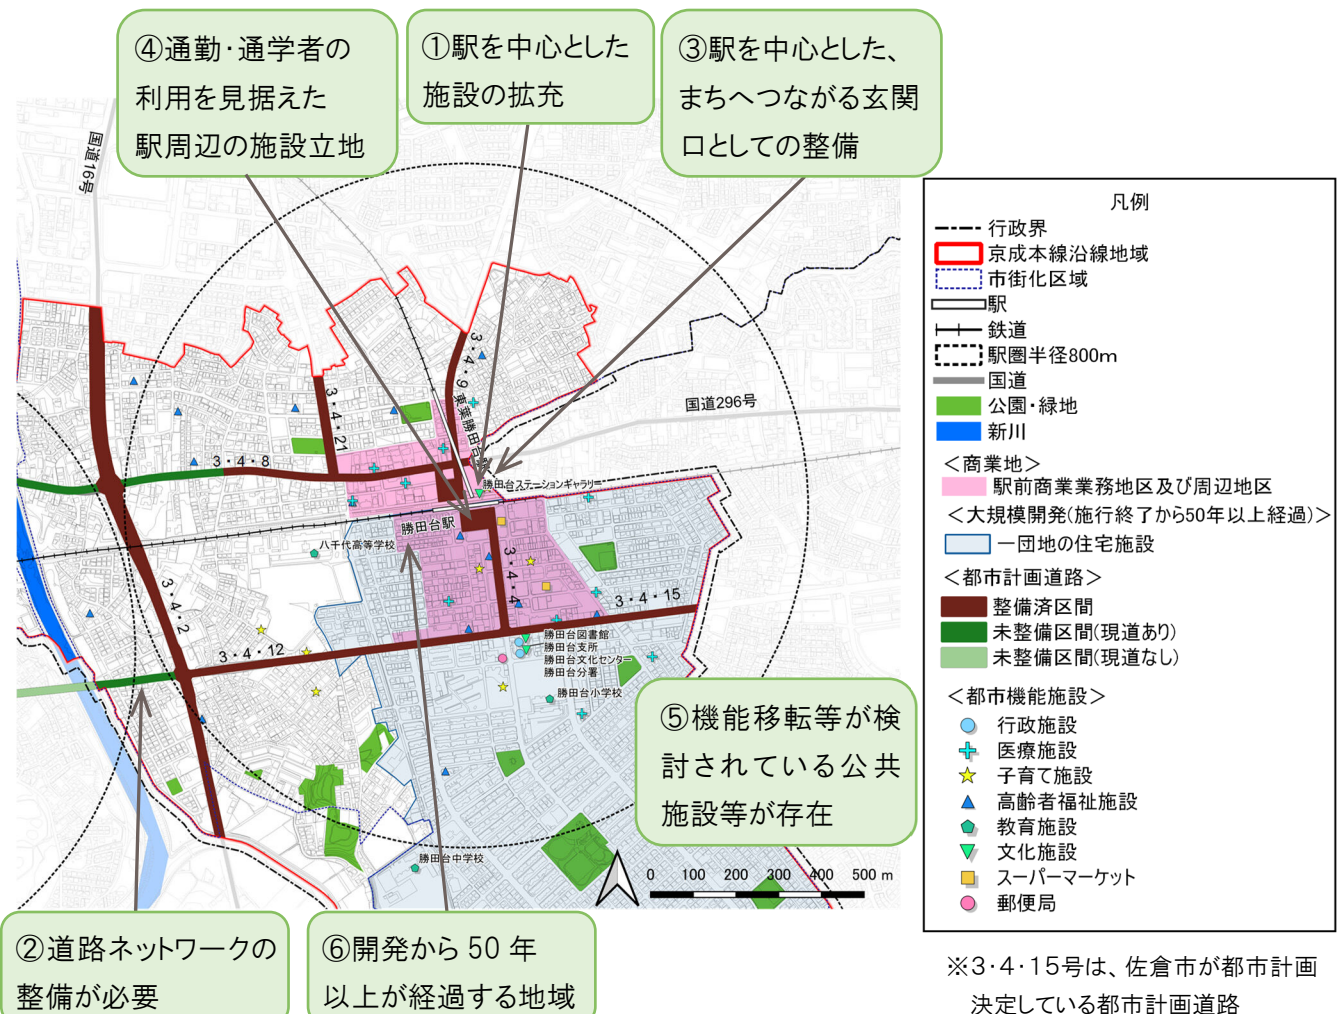 ④通勤・通学者の
利用を見据えた
駅周辺の施設立地
①駅を中心とした
施設の拡充
③駅を中心とした、
まちへつながる玄関
口としての整備
国道16号
3・4・9
東葉勝田台
国道296号
3・4・21
3・4・8
勝田台ステーションギャラリー
勝田台駅
八千代高等学校
3・4・2
3・4・4
3・4・15
3・4・12
勝田台図書館
勝田台支所
勝田台文化センター
勝田台分署
勝田台小学校
勝田台中学校
⑤機能移転等が検
討されている公共
施設等が存在
0 100 200 300 400 500 m
②道路ネットワークの
整備が必要
⑥開発から50年
以上が経過する地域
凡例
行政界
京成本線沿線地域
市街化区域
駅
鉄道
駅圏半径800m
国道
公園・緑地
新川
＜商業地＞
駅前商業業務地区及び周辺地区
＜大規模開発(施行終了から50年以上経過)＞
一団地の住宅施設
＜都市計画道路＞
整備済区間
未整備区間(現道あり)
未整備区間(現道なし)
＜都市機能施設＞
行政施設
医療施設
子育て施設
高齢者福祉施設
教育施設
文化施設
スーパーマーケット
郵便局
※3・4・15号は、佐倉市が都市計画
決定している都市計画道路